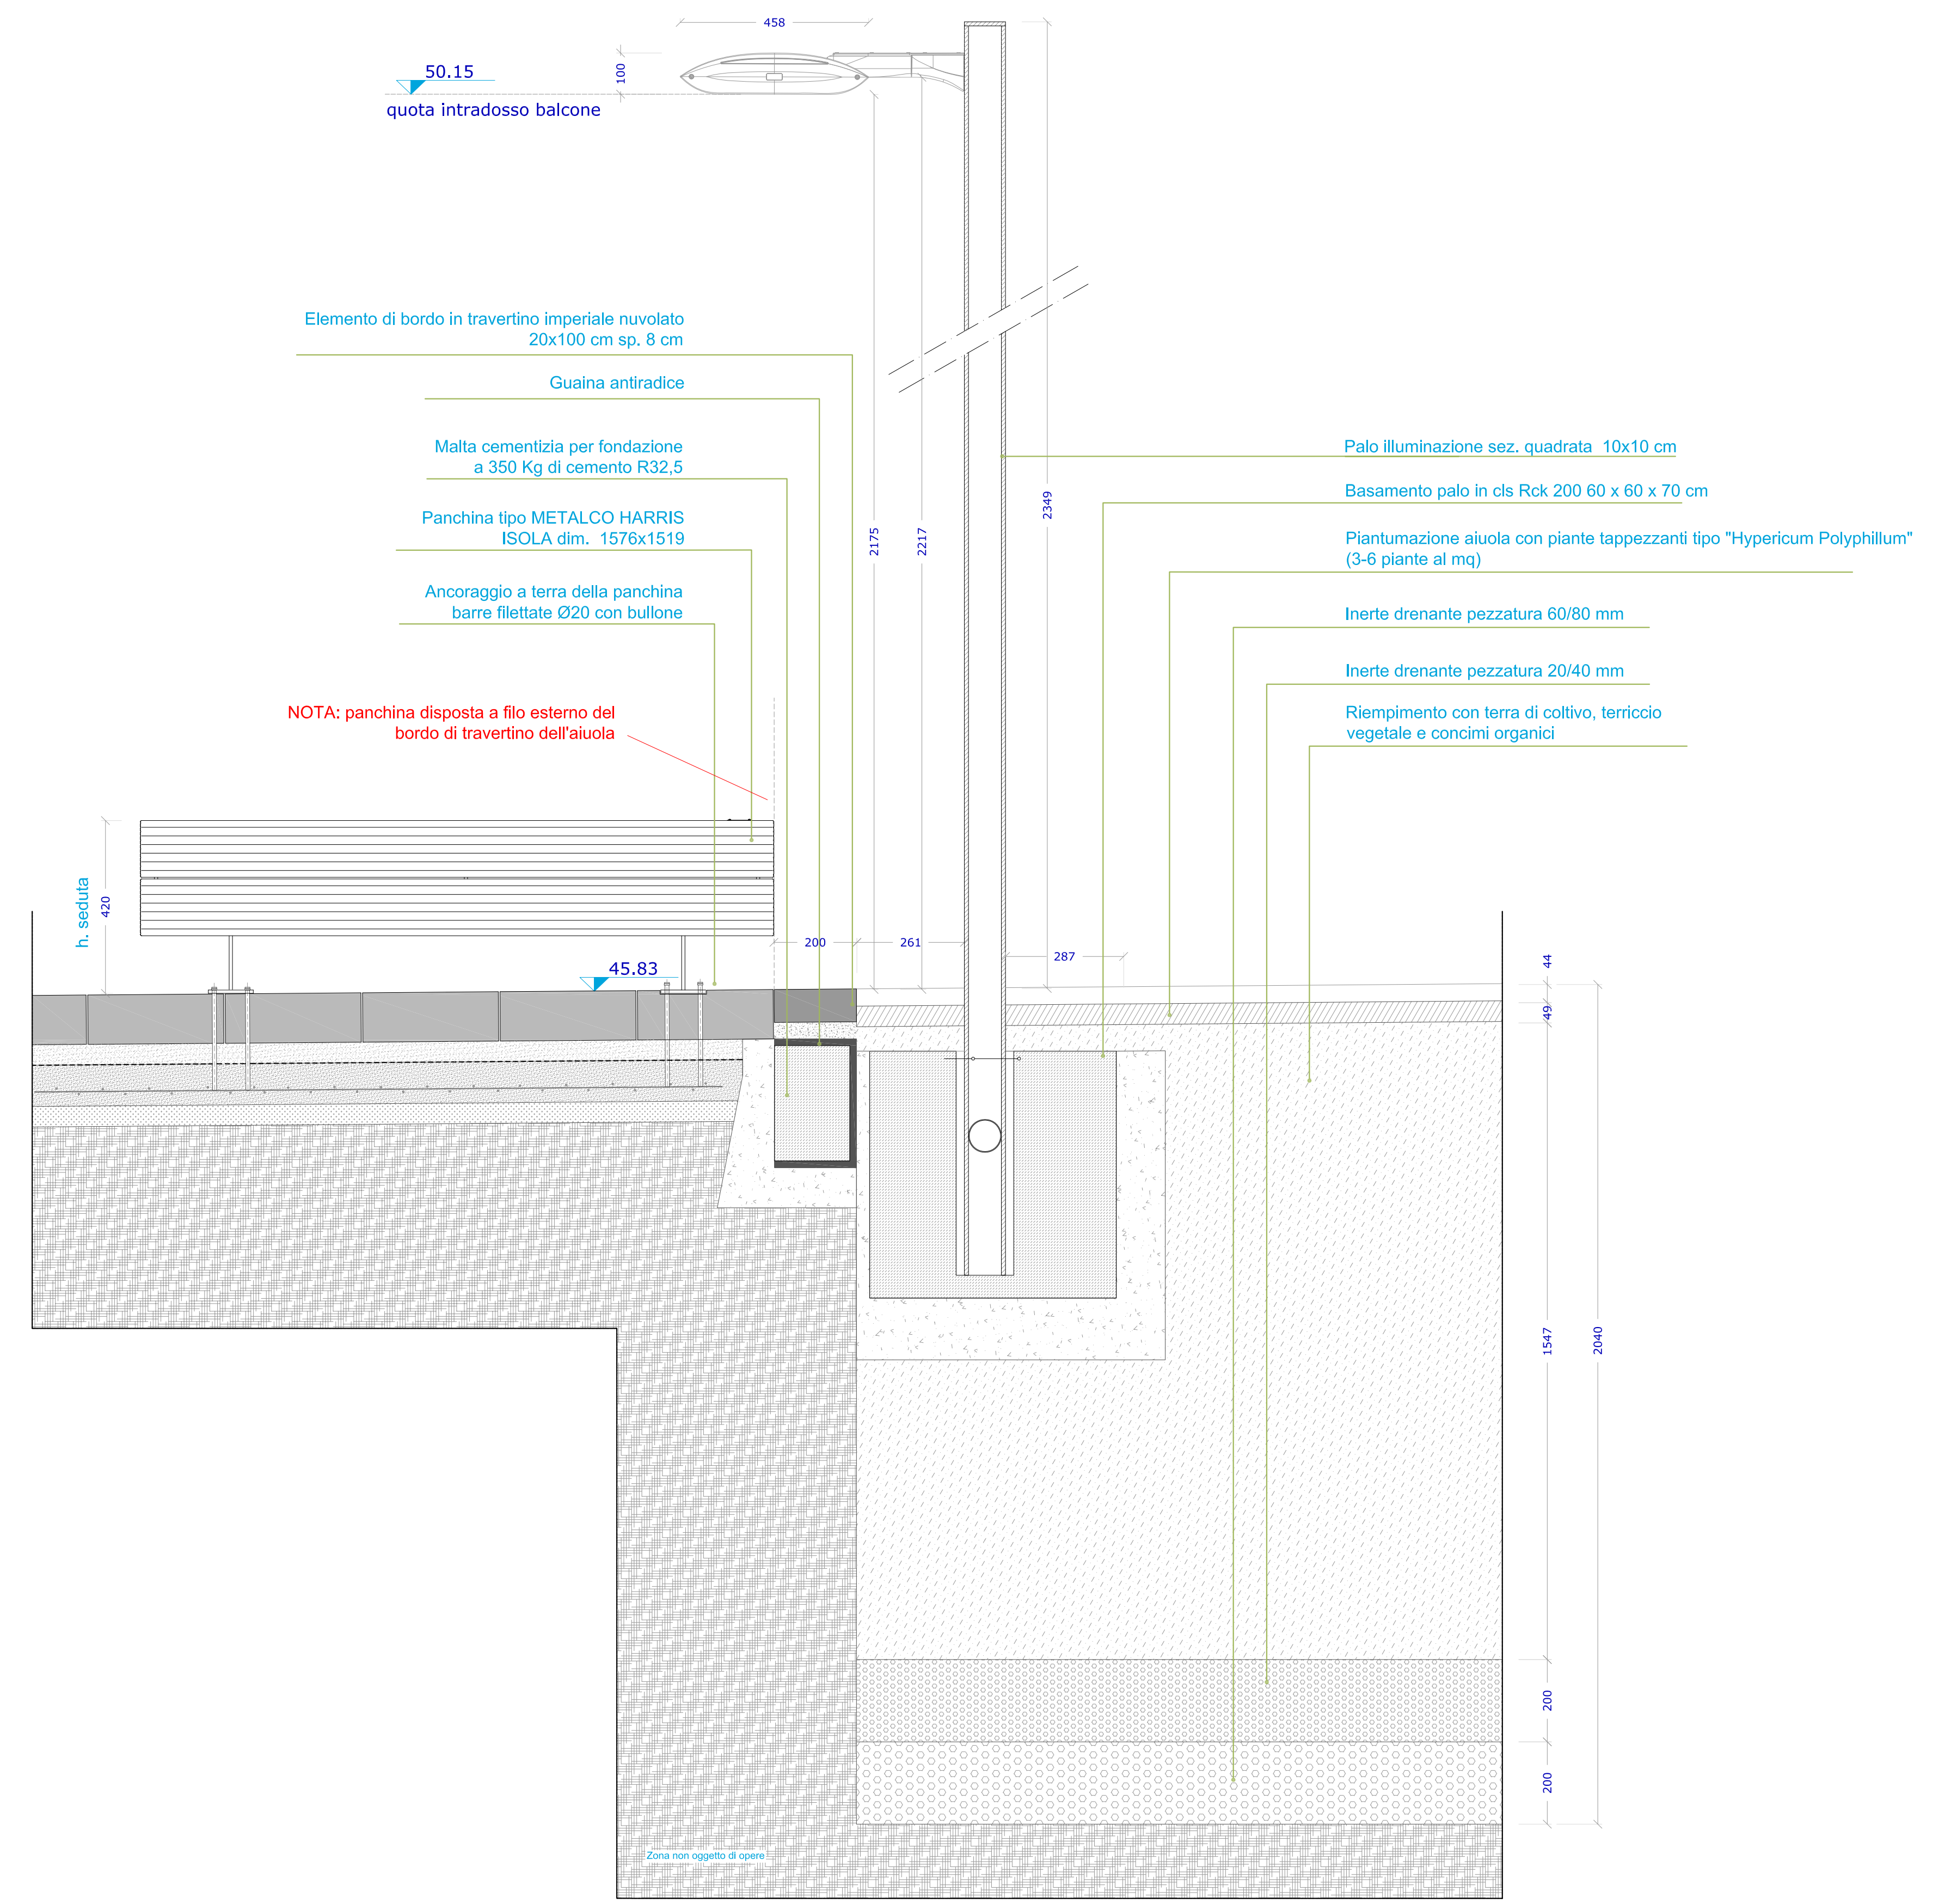 458
100
50.15
quota intradosso balcone
Elemento di bordo in travertino imperiale nuvolato
20x100 cm sp. 8 cm
Guaina antiradice
Malta cementizia per fondazione
a 350 Kg di cemento R32,5
Panchina tipo METALCO HARRIS
ISOLA dim. 1576x1519
Ancoraggio a terra della panchina
barre filettate Ø20 con bullone
NOTA: panchina disposta a filo esterno del
bordo di travertino dell'aiuola
2175
2217
2349
Palo illuminazione sez. quadrata 10x10 cm
Basamento palo in cls Rck 200 60 x 60 x 70 cm
Piantumazione aiuola con piante tappezzanti tipo "Hypericum Polyphillum"
(3-6 piante al mq)
Inerte drenante pezzatura 60/80 mm
Inerte drenante pezzatura 20/40 mm
Riempimento con terra di coltivo, terriccio
vegetale e concimi organici
h. seduta
420
45.83
200
261
287
44
49
1547
2040
200
200
Zona non oggetto di opere